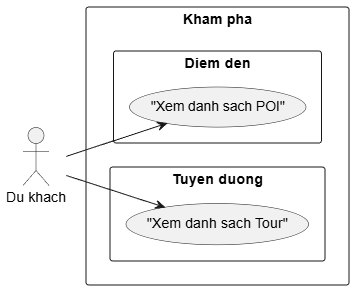 Kham pha
Diem den
"Xem danh sach POI"
Du khach
Tuyen duong
"Xem danh sach Tour"